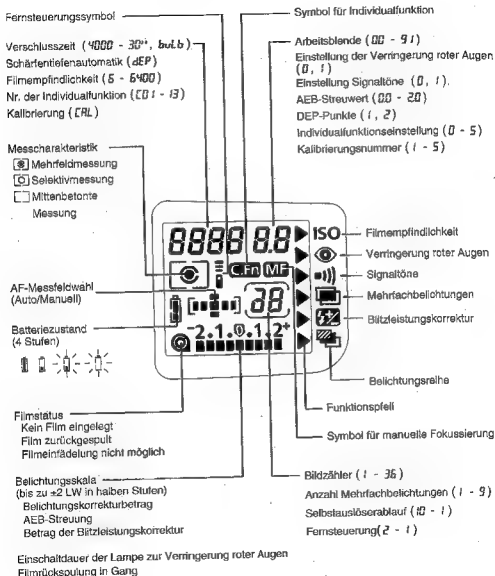 Fernsteuerungssymbol
Verschlusszeit (4000 - 30", bulb)
Schärfentiefenautomatik (dEP)
Filmempfindlichkeit (6 - 6400)
Nr. der Individualfunktion (C01 - 13)
Kalibrierung (CAL)
Messcharakteristik
Mehrfeldmessung
Selektivmessung
Mittenbetonte
Messung
AF-Messfeldwahl
(Auto/Manuell)
Batteriezustand
(4 Stufen)
Filmstatus
Kein Film eingelegt
Film zurückgespult
Filmeinfädelung nicht möglich
Belichtungsskala
(bis zu ±2 LW in halben Stufen)
Belichtungskorrekturbetrag
AEB-Streuung
Betrag der Blitzleistungskorrektur
Einschaltdauer der Lampe zur Verringerung roter Augen
Filmrückspulung in Gang
Symbol für Individualfunktion
Arbeitsblende (00 - 91)
Einstellung der Verringerung roter Augen
(0, 1)
Einstellung Signaltöne (0, 1).
AEB-Streuwert (0.0 - 2.0)
DEP-Punkte (1, 2)
Individualfunktionseinstellung (0 - 5)
Kalibrierungsnummer (1 - 5)
8888 8.8
C.Fn MF
88
-2.1.0.1.2+
ISO
Filmempfindlichkeit
Verringerung roter Augen
Signaltöne
Mehrfachbelichtungen
Blitzleistungskorrektur
Belichtungsreihe
Funktionspfeil
Symbol für manuelle Fokussierung
Bildzähler (1 - 36)
Anzahl Mehrfachbelichtungen (1 - 9)
Selbstauslöserablauf (10 - 1)
Fernsteuerung(2 - 1)